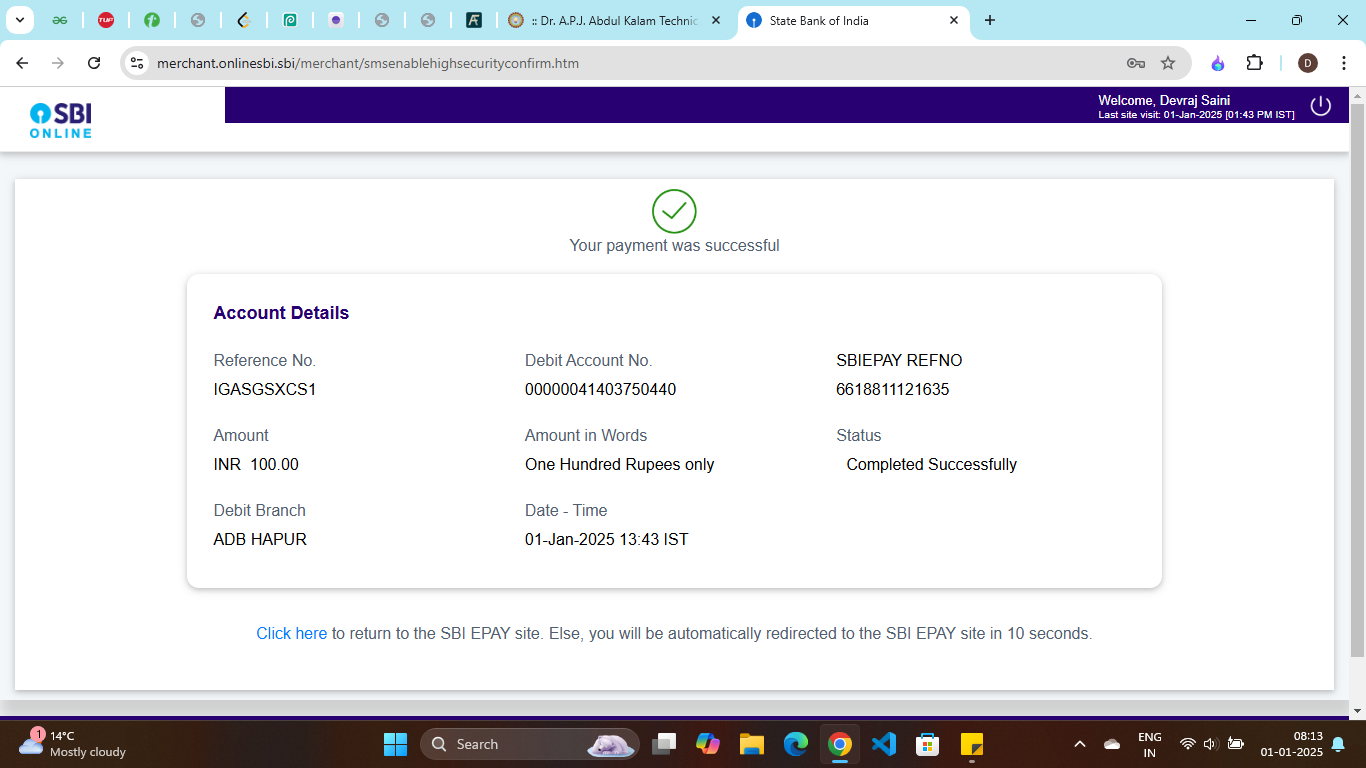 TUF
AF
:: Dr. A.P.J. Abdul Kalam Technic
State Bank of India
merchant.onlinesbi.sbi/merchant/smsenablehighsecurityconfirm.htm
D
SBI
ONLINE
Welcome, Devraj Saini
Last site visit: 01-Jan-2025 [01:43 PM IST]
Your payment was successful
Account Details
Reference No. Debit Account No. SBIEPAY REFNO
IGASGSXCS1 00000041403750440 6618811121635
Amount Amount in Words Status
INR 100.00 One Hundred Rupees only Completed Successfully
Debit Branch Date - Time
ADB HAPUR 01-Jan-2025 13:43 IST
Click here to return to the SBI EPAY site. Else, you will be automatically redirected to the SBI EPAY site in 10 seconds.
1
14°C
Mostly cloudy
Search
ENG
IN
08:13
01-01-2025